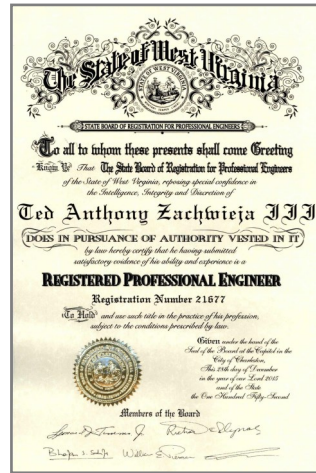 The State of West Virginia
STATE BOARD OF REGISTRATION FOR PROFESSIONAL ENGINEERS
To all to whom these presents shall come Greeting
Know Ye That The State Board of Registration for Professional Engineers
of the State of West Virginia, reposing special confidence in
the Intelligence, Integrity and Discretion of
Ted Anthony Zachwieja III
DOES IN PURSUANCE OF AUTHORITY VESTED IN IT
by law hereby certify that he having submitted
satisfactory evidence of his ability and experience is a
REGISTERED PROFESSIONAL ENGINEER
Registration Number 21677
To Hold and use such title in the practice of his profession,
subject to the conditions prescribed by law.
Given under the hand of the
Seal of the Board at the Capitol in the
City of Charleston,
This 28th day of December
in the year of our Lord 2015
and of the State
the One Hundred Fifty-Second
Members of the Board